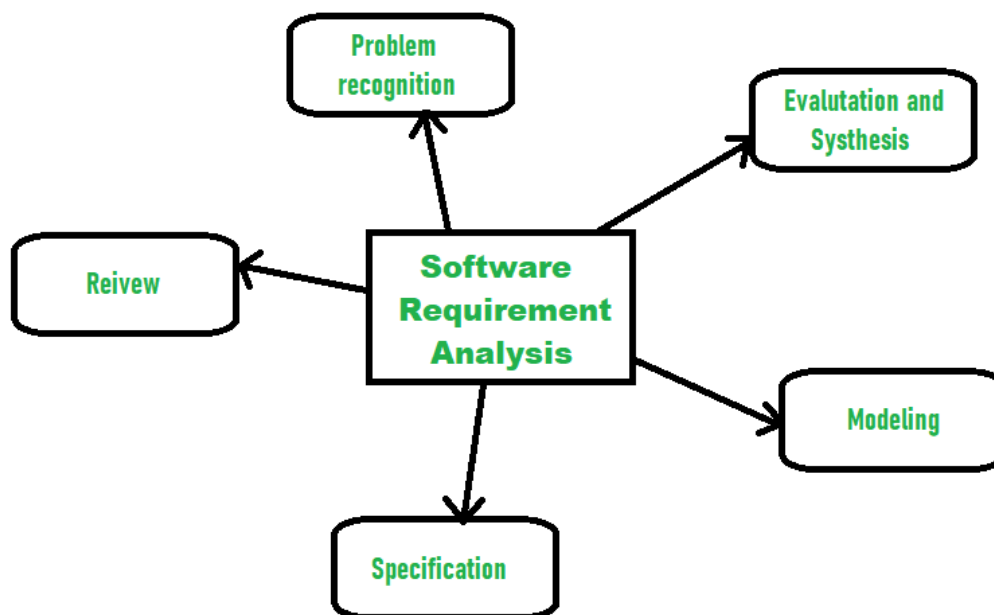 Problem
recognition
Evalutation and
Systhesis
Reivew
Software
Requirement
Analysis
Modeling
Specification